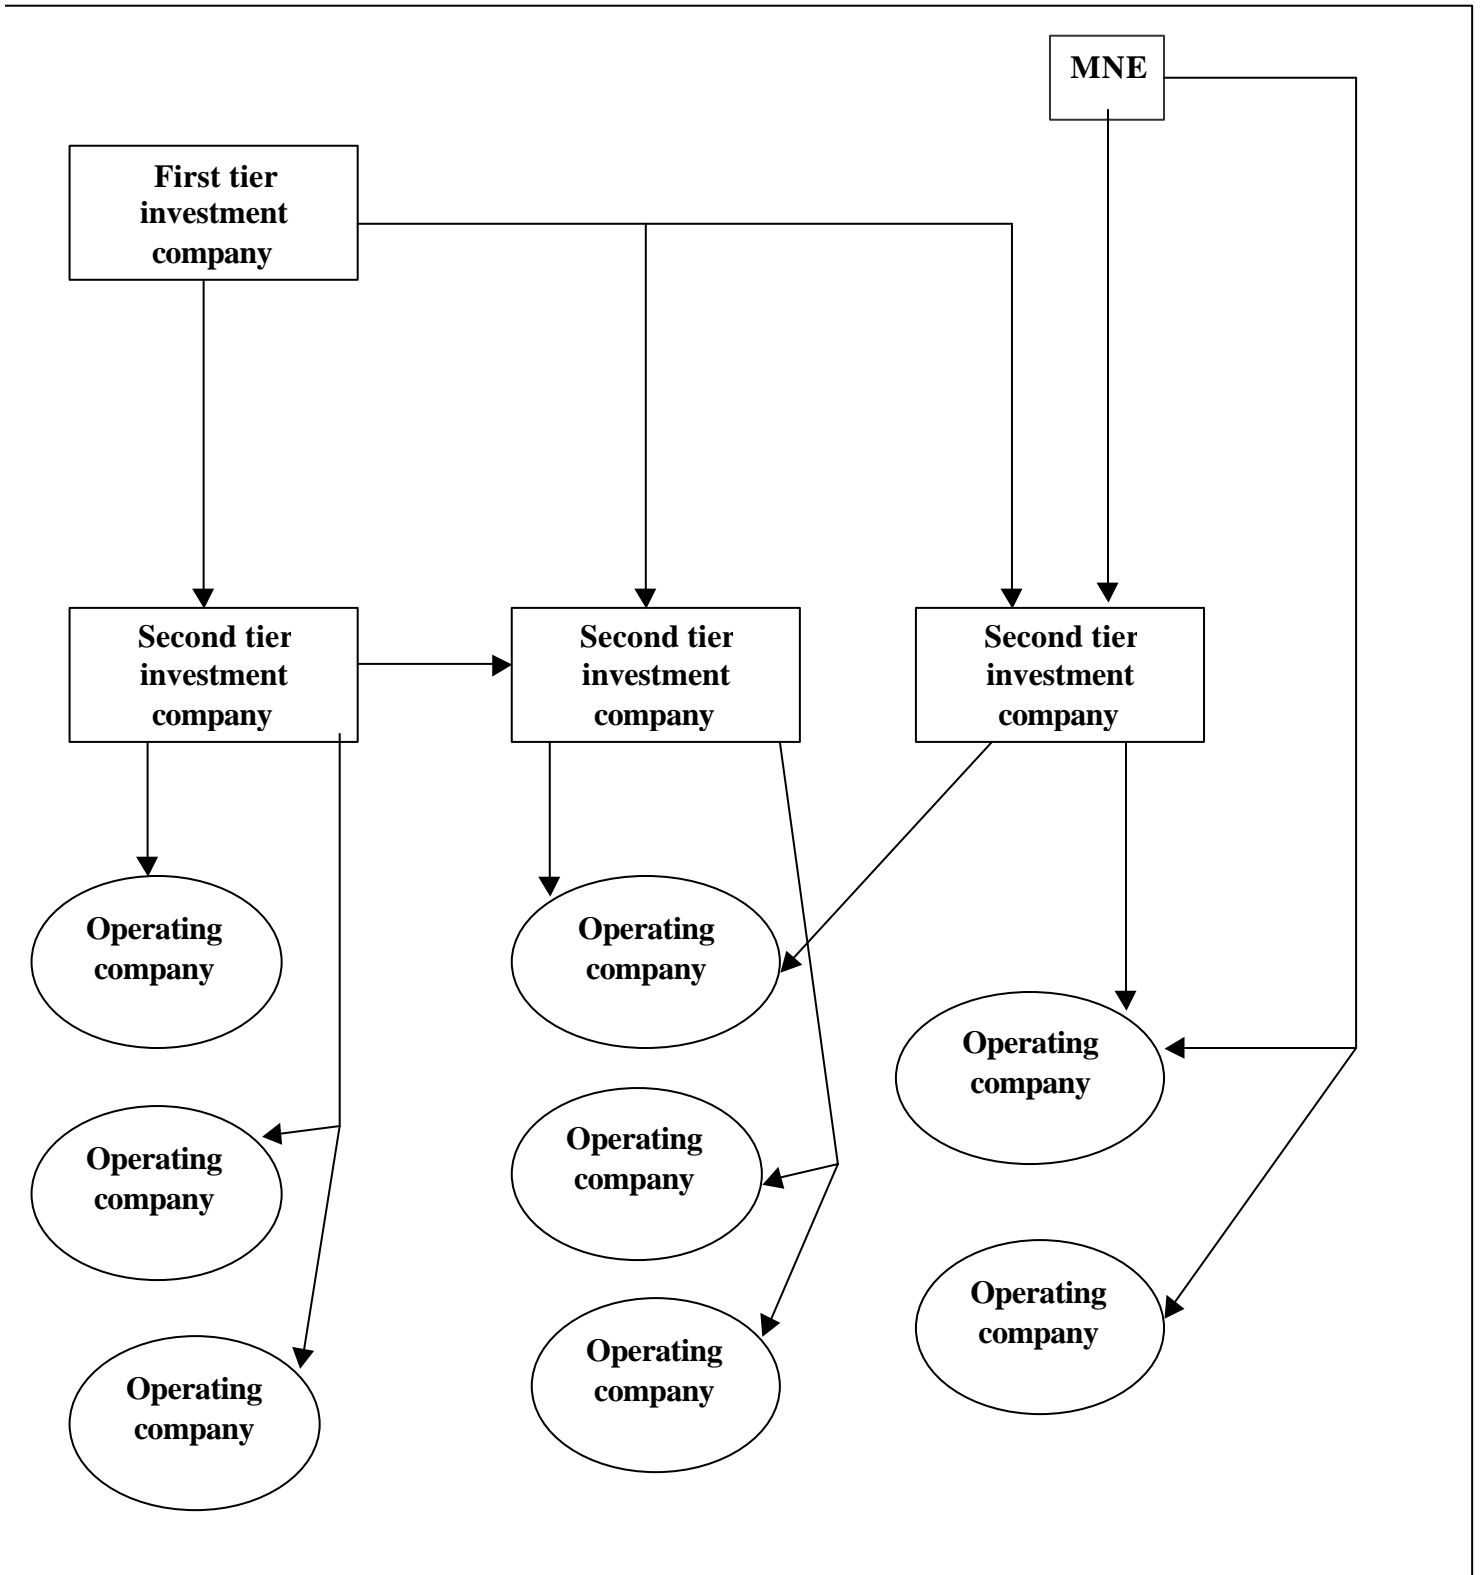 MNE
First tier
investment
company
Second tier
investment
company
Second tier
investment
company
Second tier
investment
company
Operating
company
Operating
company
Operating
company
Operating
company
Operating
company
Operating
company
Operating
company
Operating
company